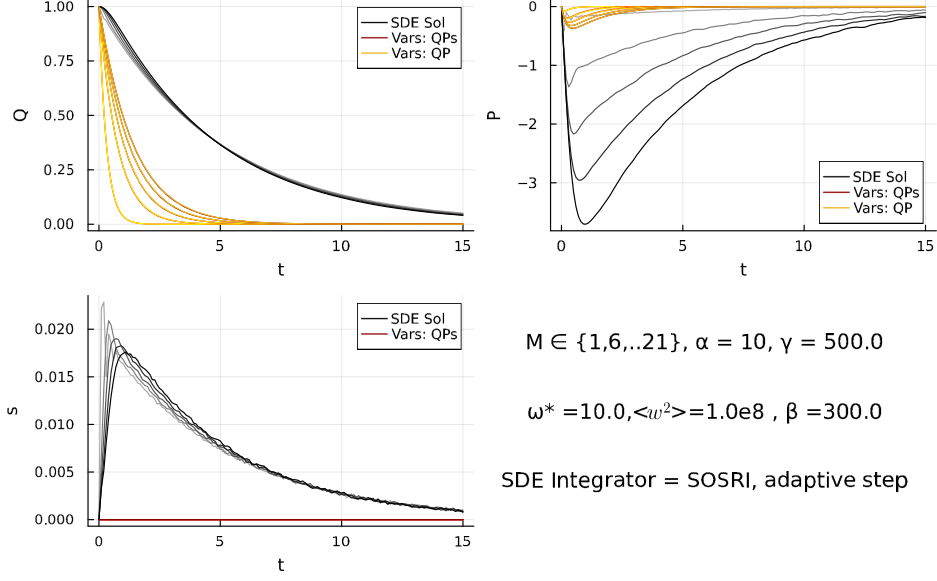 1.00
0.75
0.50
0.25
0.00
Q
0
5
10
15
t
SDE Sol
Vars: QPs
Vars: QP
0
−1
−2
−3
P
0
5
10
15
t
SDE Sol
Vars: QPs
Vars: QP
0.020
0.015
0.010
0.005
0.000
s
0
5
10
15
t
SDE Sol
Vars: QPs
M ∈ {1,6,..21}, α = 10, γ = 500.0
ω* =10.0,<w²>=1.0e8 , β =300.0
SDE Integrator = SOSRI, adaptive step